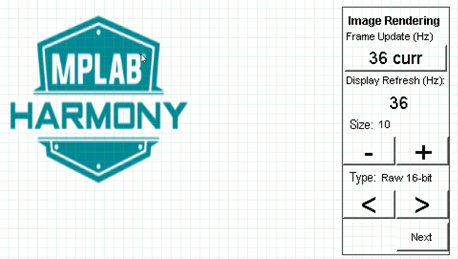 MPLAB
HARMONY
Image Rendering
Frame Update (Hz)
36 curr
Display Refresh (Hz):
36
Size: 10
- +
Type: Raw 16-bit
< >
Next